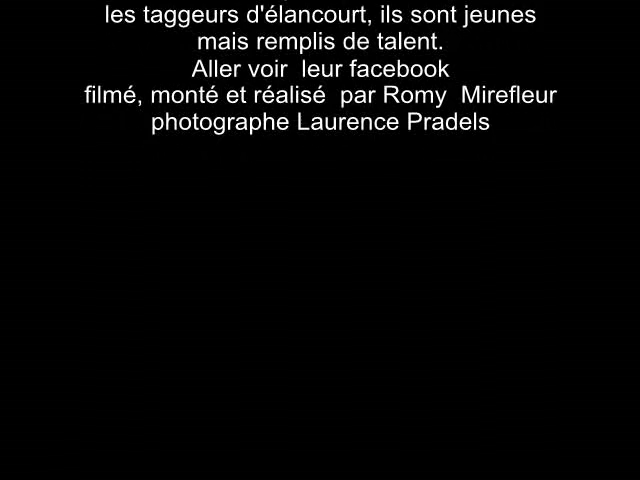 les taggeurs d'élancourt, ils sont jeunes
mais remplis de talent.
Aller voir  leur facebook
filmé, monté et réalisé  par Romy  Mirefleur
photographe Laurence Pradels